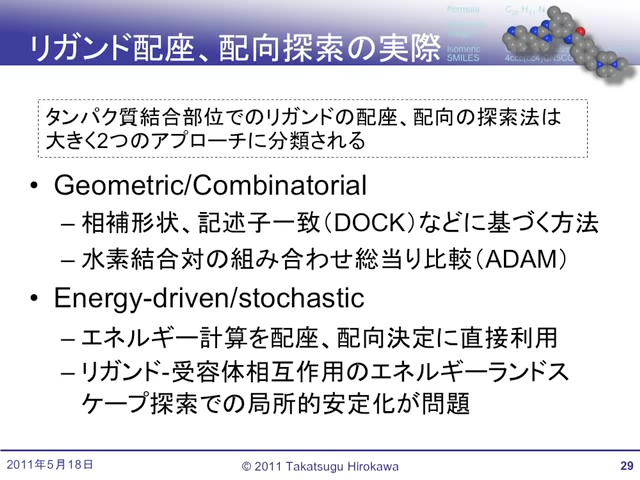 Formula
C
H
N
リガンド配座、配向探索の実際
Isomeric
SMILES
タンパク質結合部位でのリガンドの配座、配向の探索法は
大きく2つのアプローチに分類される
• Geometric/Combinatorial
– 相補形状、記述子一致（DOCK）などに基づく方法
– 水素結合対の組み合わせ総当り比較（ADAM）
• Energy-driven/stochastic
– エネルギー計算を配座、配向決定に直接利用
– リガンド-受容体相互作用のエネルギーランドス
ケープ探索での局所的安定化が問題
2011年5月18日
© 2011 Takatsugu Hirokawa
29